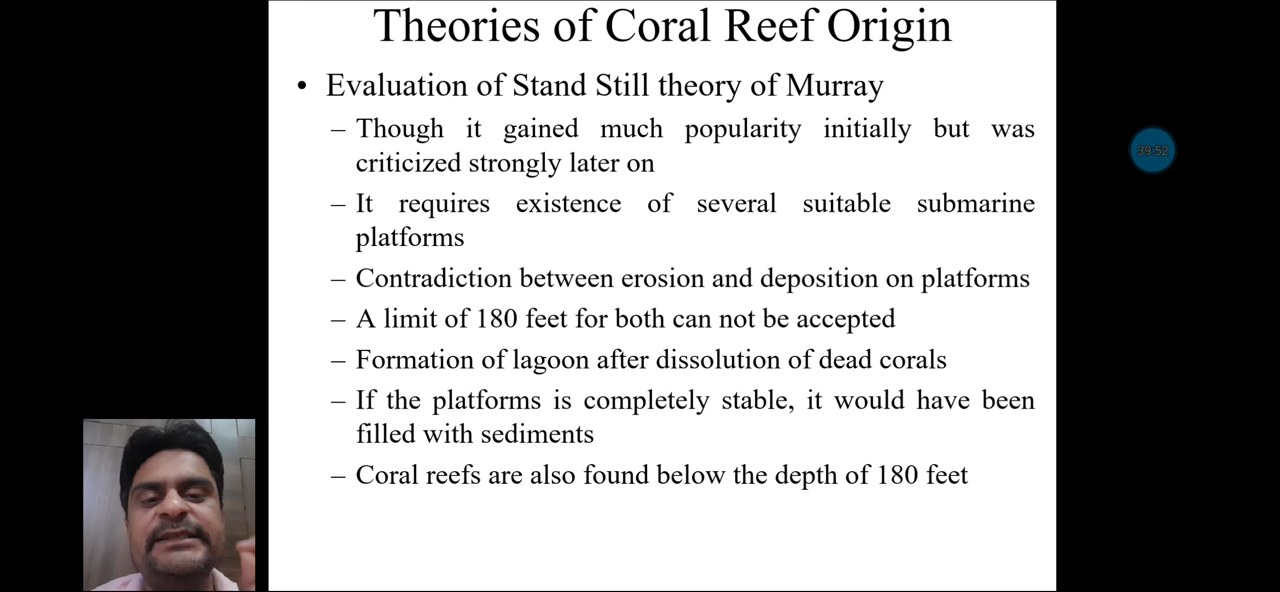 Theories of Coral Reef Origin
• Evaluation of Stand Still theory of Murray
– Though it gained much popularity initially but was
criticized strongly later on
– It requires existence of several suitable submarine
platforms
– Contradiction between erosion and deposition on platforms
– A limit of 180 feet for both can not be accepted
– Formation of lagoon after dissolution of dead corals
– If the platforms is completely stable, it would have been
filled with sediments
– Coral reefs are also found below the depth of 180 feet
39:52